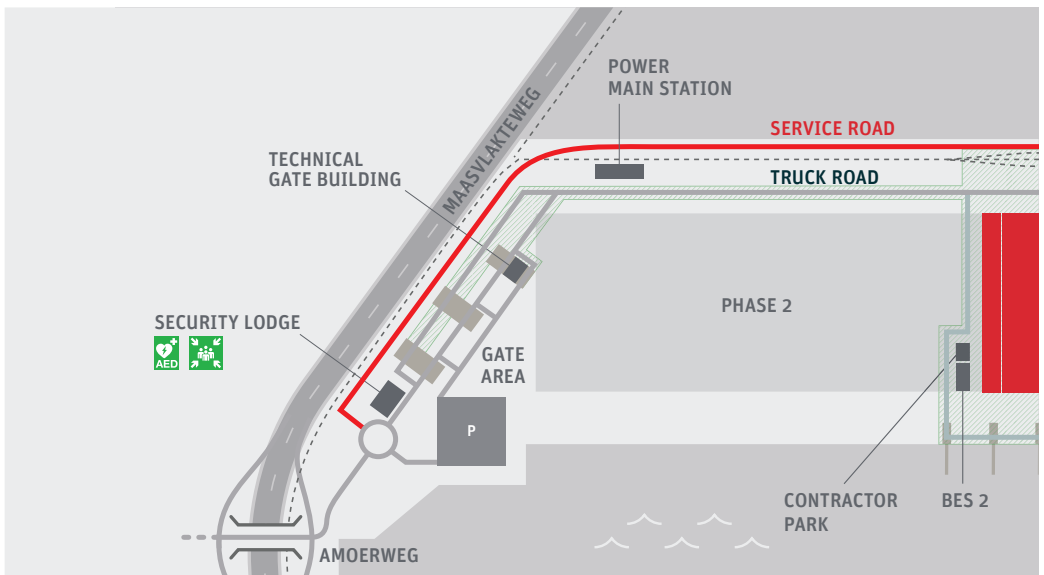 POWER
MAIN STATION
SERVICE ROAD
MAASVLAKTEWEG
TECHNICAL
GATE BUILDING
TRUCK ROAD
PHASE 2
SECURITY LODGE
AED
GATE
AREA
P
CONTRACTOR
PARK
BES 2
AMOERWEG